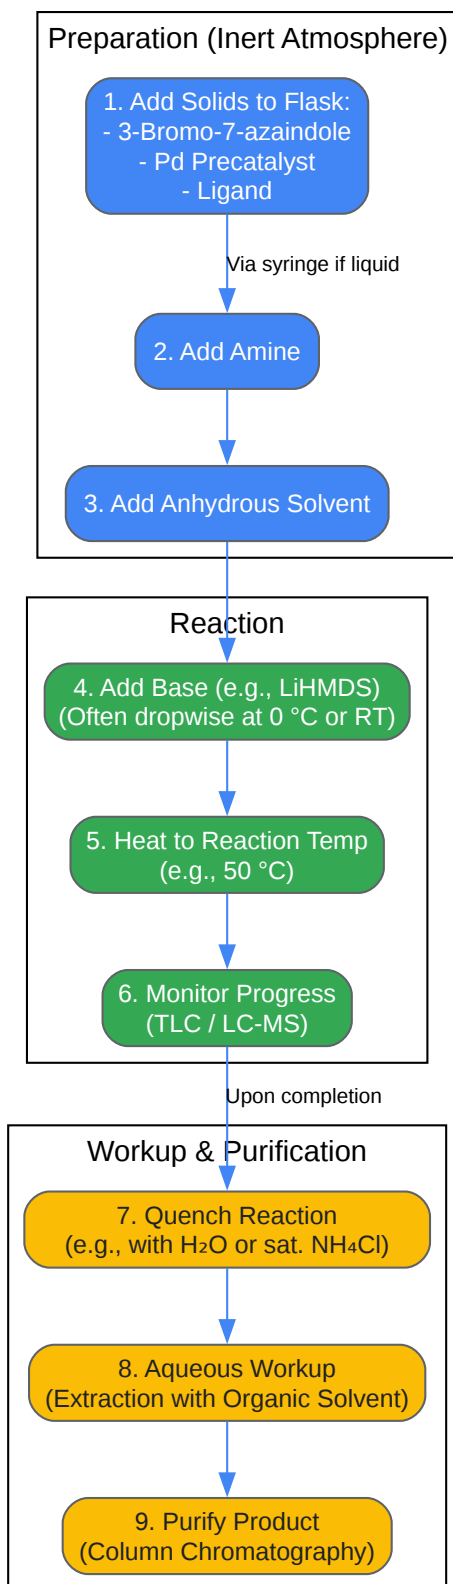 Preparation (Inert Atmosphere)
1. Add Solids to Flask:
- 3-Bromo-7-azaindole
- Pd Precatalyst
- Ligand
Via syringe if liquid
2. Add Amine
3. Add Anhydrous Solvent
Reaction
4. Add Base (e.g., LiHMDS)
(Often dropwise at 0 °C or RT)
5. Heat to Reaction Temp
(e.g., 50 °C)
6. Monitor Progress
(TLC / LC-MS)
Upon completion
Workup & Purification
7. Quench Reaction
(e.g., with H₂O or sat. NH₄Cl)
8. Aqueous Workup
(Extraction with Organic Solvent)
9. Purify Product
(Column Chromatography)